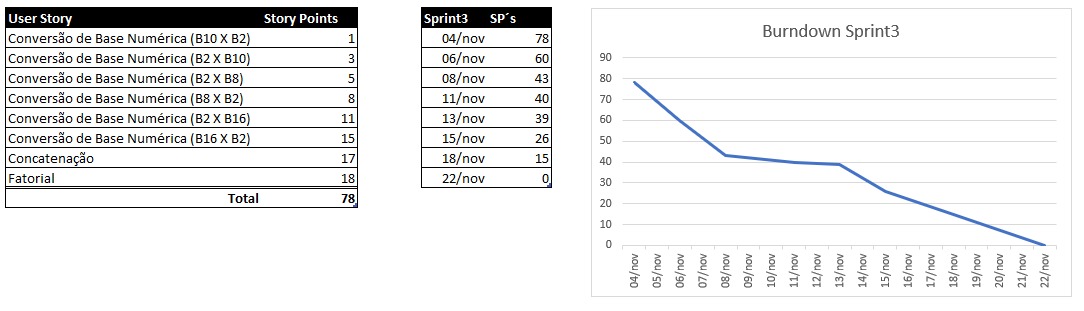 User Story Story Points
Conversão de Base Numérica (B10 X B2) 1
Conversão de Base Numérica (B2 X B10) 3
Conversão de Base Numérica (B2 X B8) 5
Conversão de Base Numérica (B8 X B2) 8
Conversão de Base Numérica (B2 X B16) 11
Conversão de Base Numérica (B16 X B2) 15
Concatenação 17
Fatorial 18
Total 78
Sprint3 SP´s
04/nov 78
06/nov 60
08/nov 43
11/nov 40
13/nov 39
15/nov 26
18/nov 15
22/nov 0
Burndown Sprint3
90
80
70
60
50
40
30
20
10
0
04/nov
05/nov
06/nov
07/nov
08/nov
09/nov
10/nov
11/nov
12/nov
13/nov
14/nov
15/nov
16/nov
17/nov
18/nov
19/nov
20/nov
21/nov
22/nov